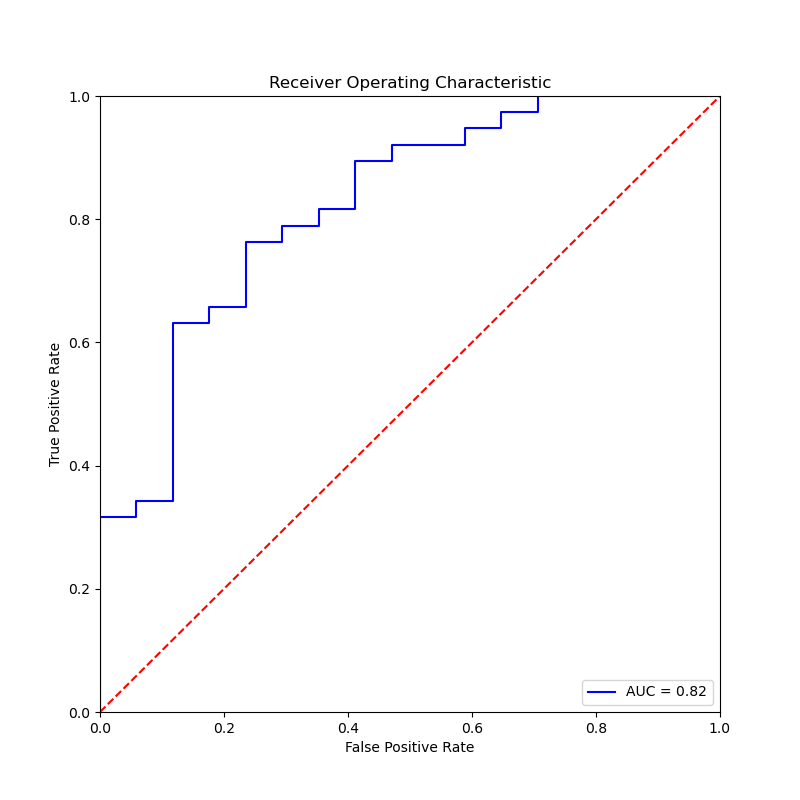 Receiver Operating Characteristic
1.0
0.8
0.6
0.4
0.2
0.0
True Positive Rate
AUC = 0.82
0.0 0.2 0.4 0.6 0.8 1.0
False Positive Rate